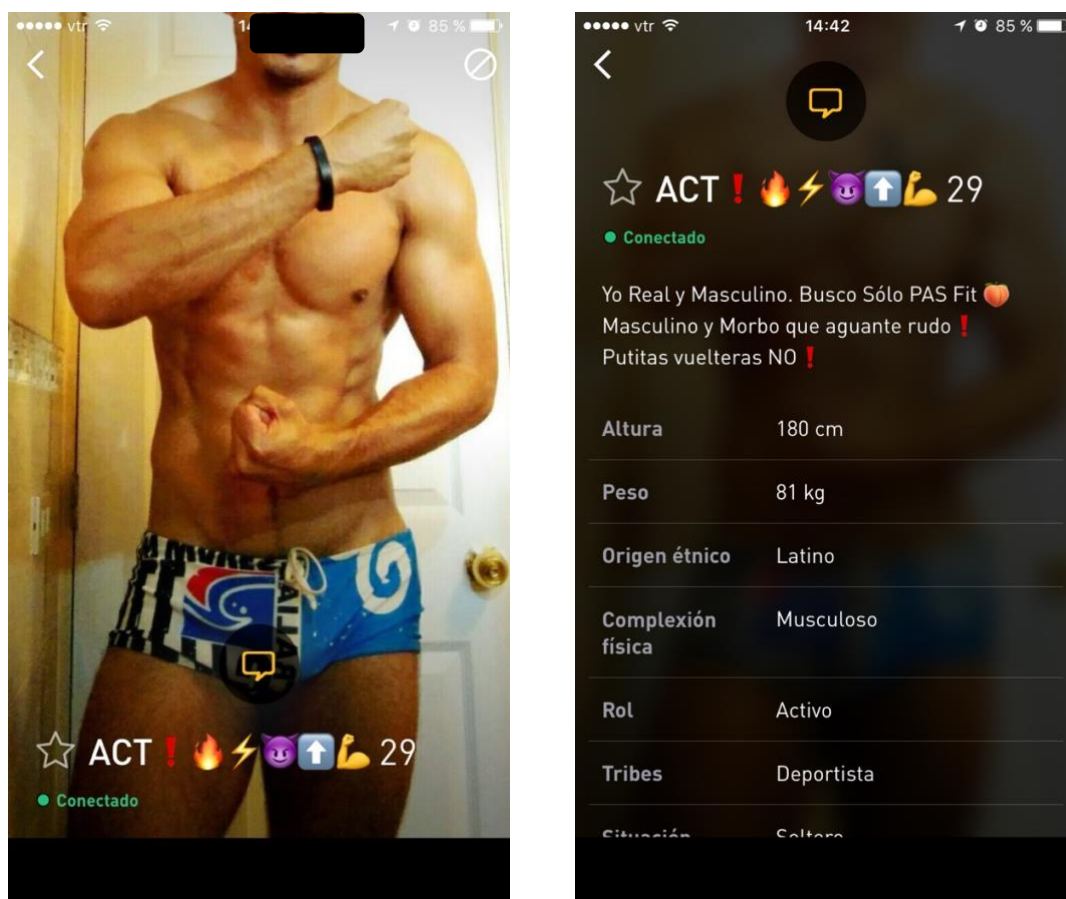 vtr
85 %
ACT❗🔥⚡😈⬆️💪 29
Conectado
vtr 14:42 85 %
ACT❗🔥⚡😈⬆️💪 29
Conectado
Yo Real y Masculino. Busco Sólo PAS Fit 🍑
Masculino y Morbo que aguante rudo❗
Putitas vuelteras NO❗
Altura 180 cm
Peso 81 kg
Origen étnico Latino
Complexión Musculoso
física
Rol Activo
Tribes Deportista
Situación Soltero